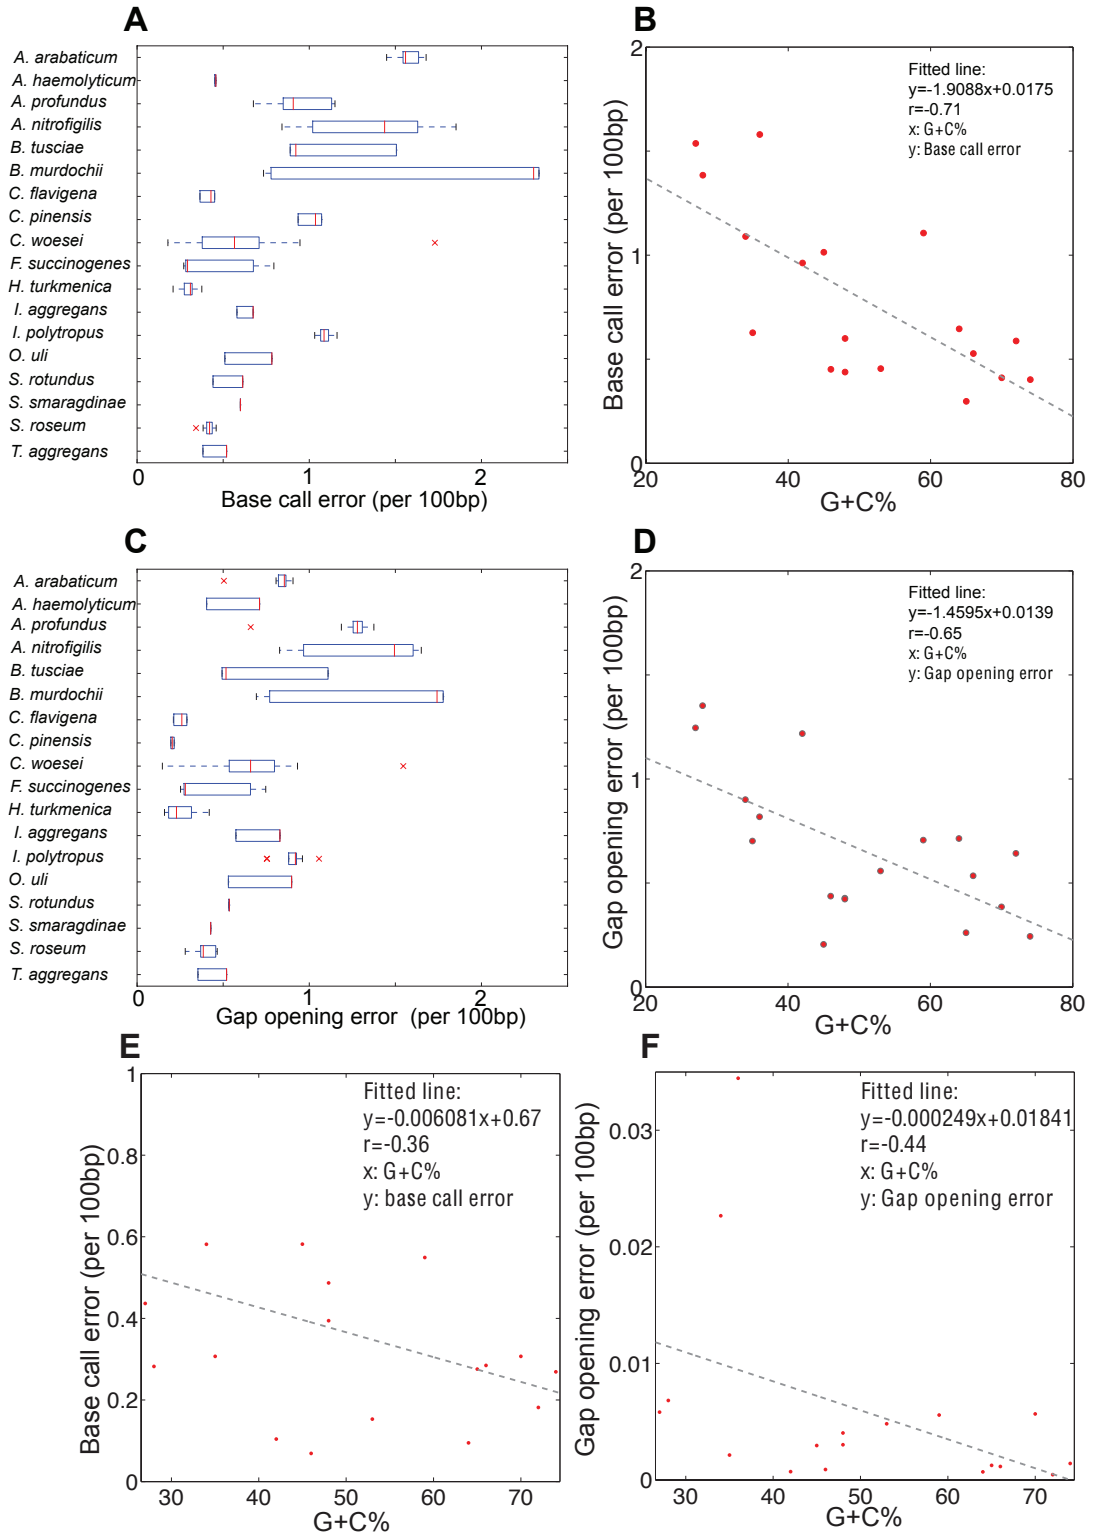 A
A. arabaticum
A. haemolyticum
A. profundus
A. nitrofigilis
B. tusciae
B. murdochii
C. flavigena
C. pinensis
C. woesei
F. succinogenes
H. turkmenica
I. aggregans
I. polytropus
O. uli
S. rotundus
S. smaragdinae
S. roseum
T. aggregans
0 1 2
Base call error (per 100bp)
B
Fitted line:
y=-1.9088x+0.0175
r=-0.71
x: G+C%
y: Base call error
Base call error (per 100bp)
2
1
0
20 40 60 80
G+C%
C
A. arabaticum
A. haemolyticum
A. profundus
A. nitrofigilis
B. tusciae
B. murdochii
C. flavigena
C. pinensis
C. woesei
F. succinogenes
H. turkmenica
I. aggregans
I. polytropus
O. uli
S. rotundus
S. smaragdinae
S. roseum
T. aggregans
0 1 2
Gap opening error (per 100bp)
D
Fitted line:
y=-1.4595x+0.0139
r=-0.65
x: G+C%
y: Gap opening error
Gap opening error (per 100bp)
2
1
0
20 40 60 80
G+C%
E
Fitted line:
y=-0.006081x+0.67
r=-0.36
x: G+C%
y: base call error
Base call error (per 100bp)
1
0.8
0.6
0.4
0.2
0
30 40 50 60 70
G+C%
F
Fitted line:
y=-0.000249x+0.01841
r=-0.44
x: G+C%
y: Gap opening error
Gap opening error (per 100bp)
0.03
0.02
0.01
0
30 40 50 60 70
G+C%